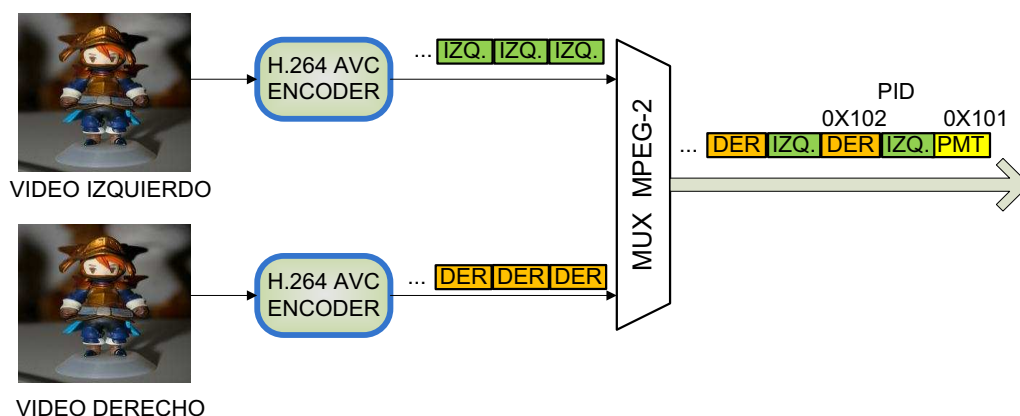 H.264 AVC
ENCODER
... IZQ. IZQ. IZQ.
VIDEO IZQUIERDO
MUX MPEG-2
PID
0X102 0X101
... DER IZQ. DER IZQ. PMT
H.264 AVC
ENCODER
... DER DER DER
VIDEO DERECHO